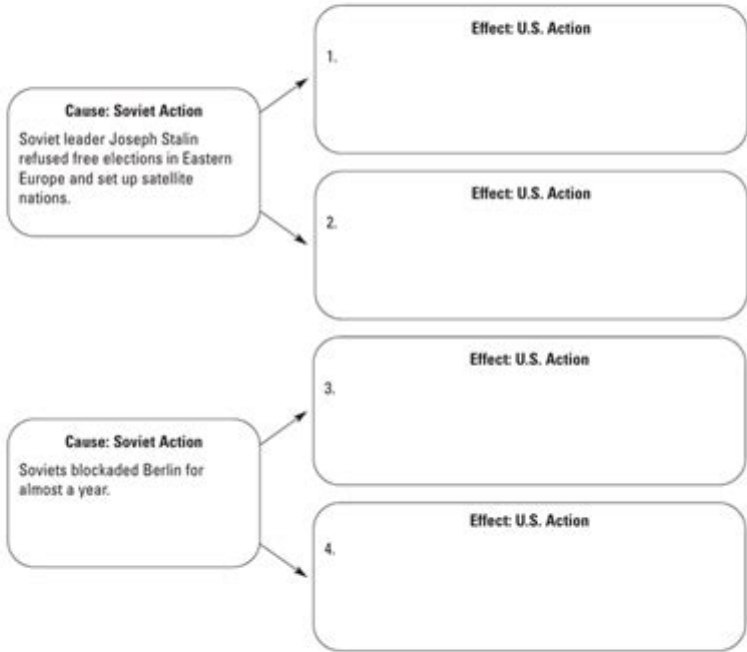 Effect: U.S. Action
1.
Cause: Soviet Action
Soviet leader Joseph Stalin
refused free elections in Eastern
Europe and set up satellite
nations.
Effect: U.S. Action
2.
Effect: U.S. Action
3.
Cause: Soviet Action
Soviets blockaded Berlin for
almost a year.
Effect: U.S. Action
4.